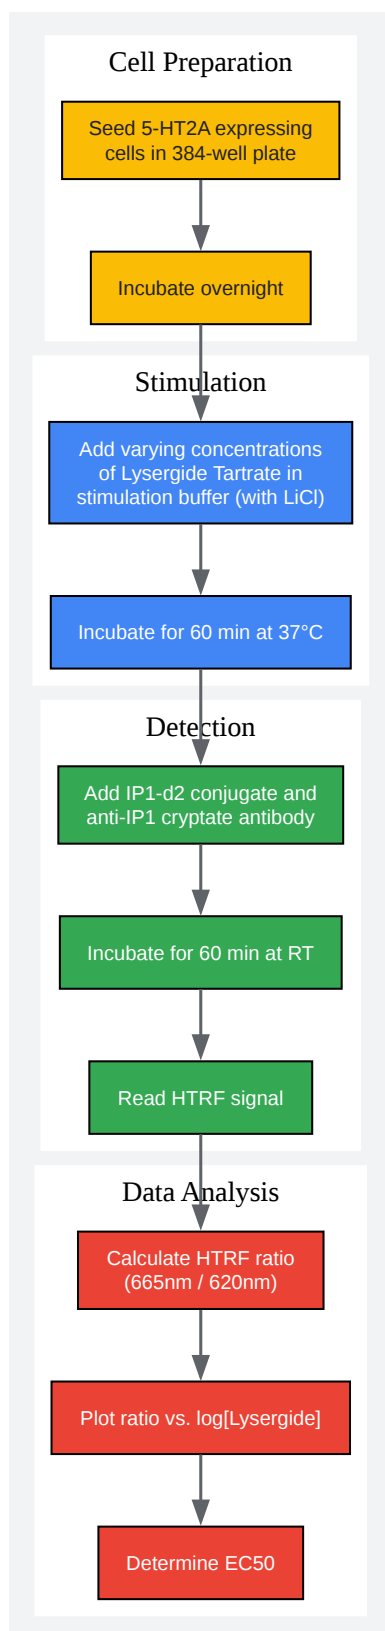 Cell Preparation
Seed 5-HT2A expressing
cells in 384-well plate
Incubate overnight
Stimulation
Add varying concentrations
of Lysergide Tartrate in
stimulation buffer (with LiCl)
Incubate for 60 min at 37°C
Detection
Add IP1-d2 conjugate and
anti-IP1 cryptate antibody
Incubate for 60 min at RT
Read HTRF signal
Data Analysis
Calculate HTRF ratio
(665nm / 620nm)
Plot ratio vs. log[Lysergide]
Determine EC50